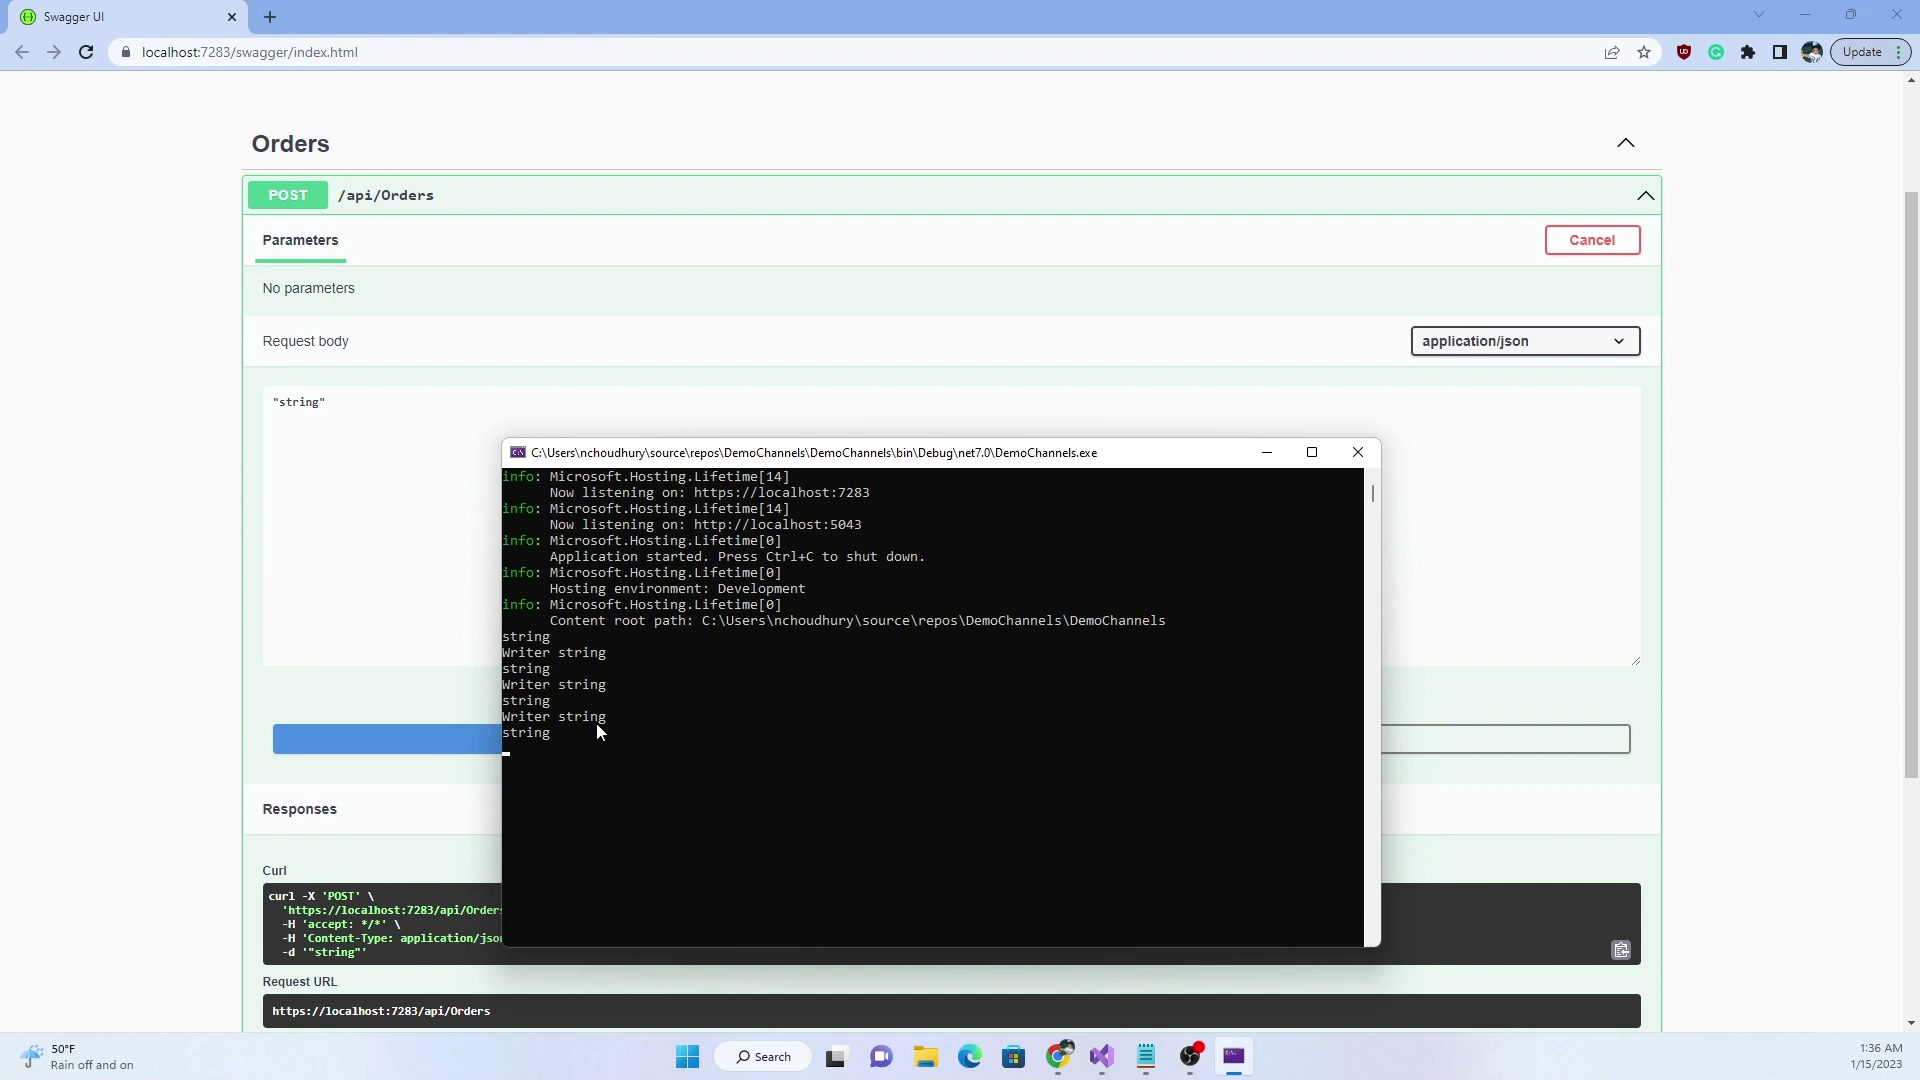 Swagger UI
localhost:7283/swagger/index.html
Update
Orders
POST /api/Orders
Parameters
Cancel
No parameters
Request body
application/json
"string"
C:\Users\nchoudhury\source\repos\DemoChannels\DemoChannels\bin\Debug\net7.0\DemoChannels.exe
info: Microsoft.Hosting.Lifetime[14]
Now listening on: https://localhost:7283
info: Microsoft.Hosting.Lifetime[14]
Now listening on: http://localhost:5043
info: Microsoft.Hosting.Lifetime[0]
Application started. Press Ctrl+C to shut down.
info: Microsoft.Hosting.Lifetime[0]
Hosting environment: Development
info: Microsoft.Hosting.Lifetime[0]
Content root path: C:\Users\nchoudhury\source\repos\DemoChannels\DemoChannels
string
Writer string
string
Writer string
string
Writer string
string
Responses
Curl
curl -X 'POST' \
'https://localhost:7283/api/Orders
-H 'accept: */*' \
-H 'Content-Type: application/json
-d '"string"'
Request URL
https://localhost:7283/api/Orders
50°F
Rain off and on
Search
1:36 AM
1/15/2023